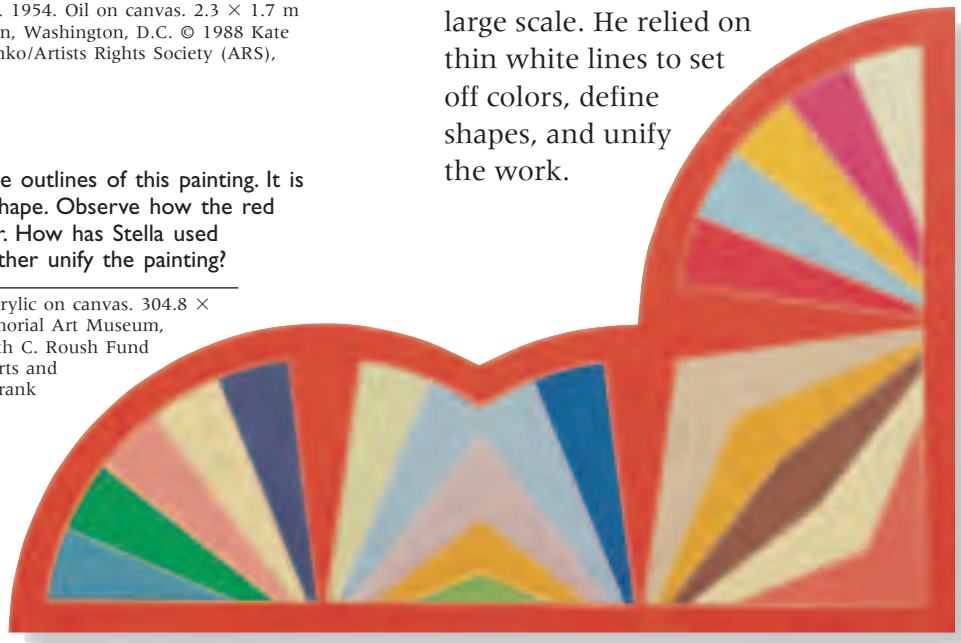 . 1954. Oil on canvas. 2.3 × 1.7 m
n, Washington, D.C. © 1988 Kate
nko/Artists Rights Society (ARS),
e outlines of this painting. It is
hape. Observe how the red
r. How has Stella used
ther unify the painting?
rylic on canvas. 304.8 ×
norial Art Museum,
th C. Roush Fund
rts and
rank
large scale. He relied on
thin white lines to set
off colors, define
shapes, and unify
the work.